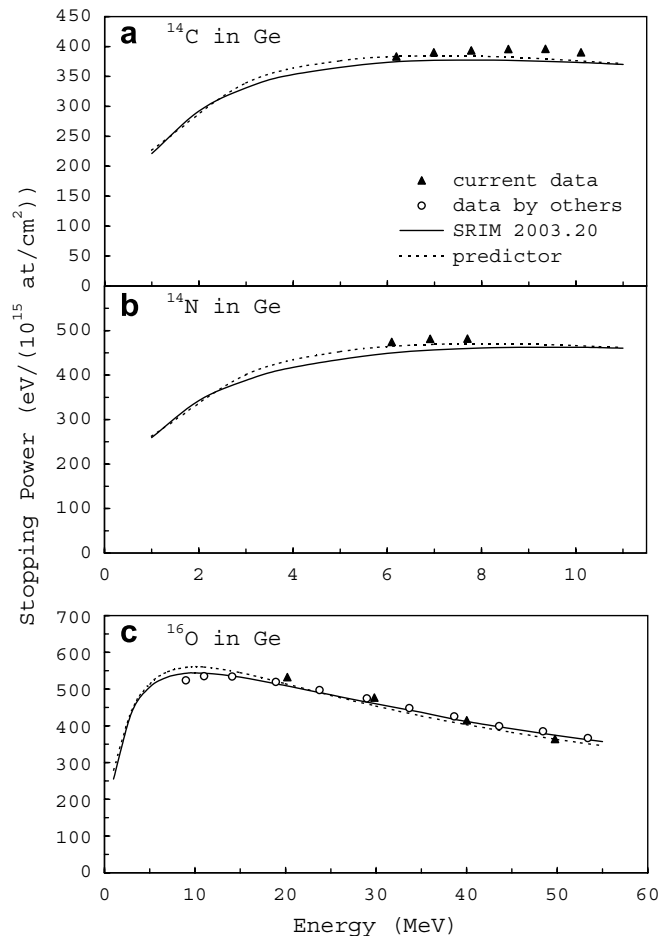 Stopping Power (eV/(10^15 at/cm^2))
a ^14C in Ge
450
400
350
300
250
200
150
100
50
0
▲ current data
○ data by others
SRIM 2003.20
predictor
b ^14N in Ge
500
400
300
200
100
0
0 2 4 6 8 10
c ^16O in Ge
700
600
500
400
300
200
100
0
0 10 20 30 40 50 60
Energy (MeV)